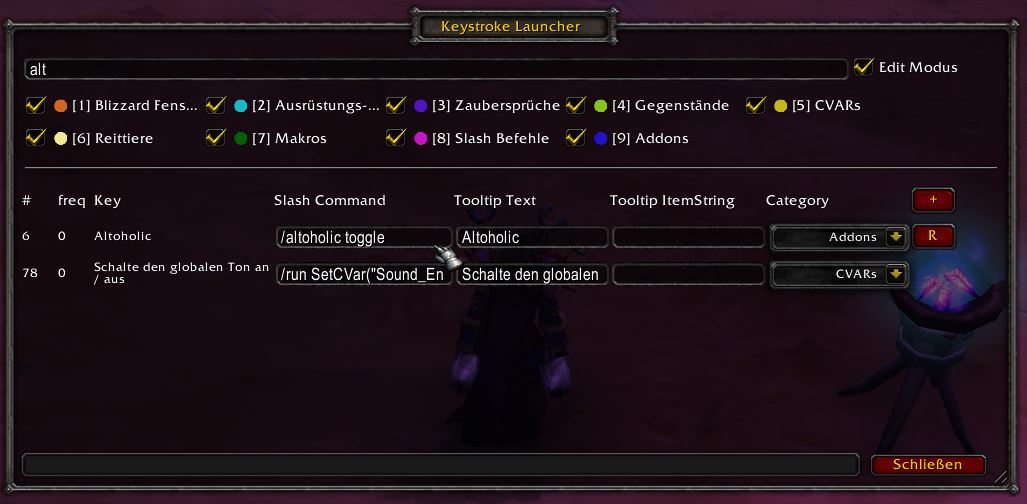 Keystroke Launcher
alt
Edit Modus
[1] Blizzard Fens... [2] Ausrüstungs-... [3] Zaubersprüche [4] Gegenstände [5] CVARs
[6] Reittiere [7] Makros [8] Slash Befehle [9] Addons
# freq Key Slash Command Tooltip Text Tooltip ItemString Category +
6 0 Altoholic /altoholic toggle Altoholic Addons R
78 0 Schalte den globalen Ton an / aus /run SetCVar("Sound_En Schalte den globalen CVARs
Schließen